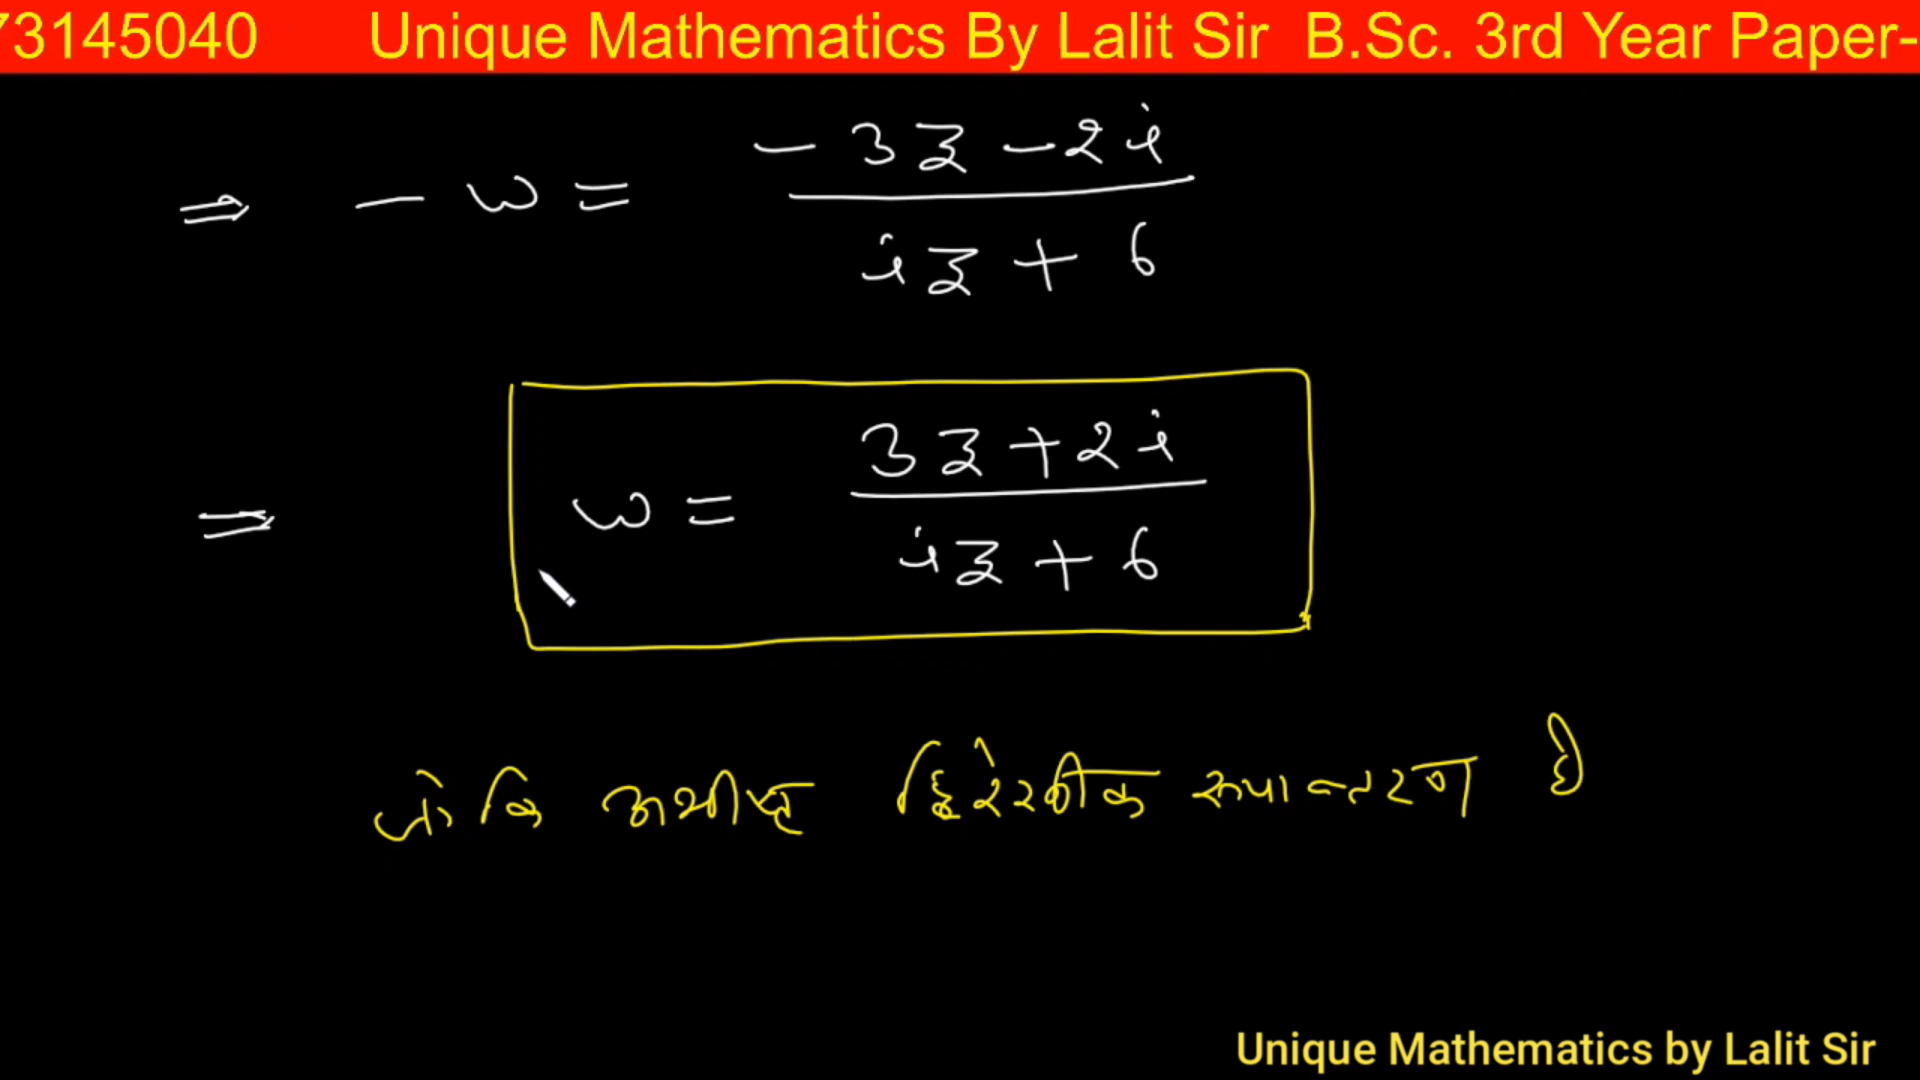 73145040 Unique Mathematics By Lalit Sir B.Sc. 3rd Year Paper-
⇒ - w = (-3z - 2i) / (iz + 6)
⇒ w = (3z + 2i) / (iz + 6)
जो कि अभीष्ट द्विरेखीक रूपान्तरण है
Unique Mathematics by Lalit Sir